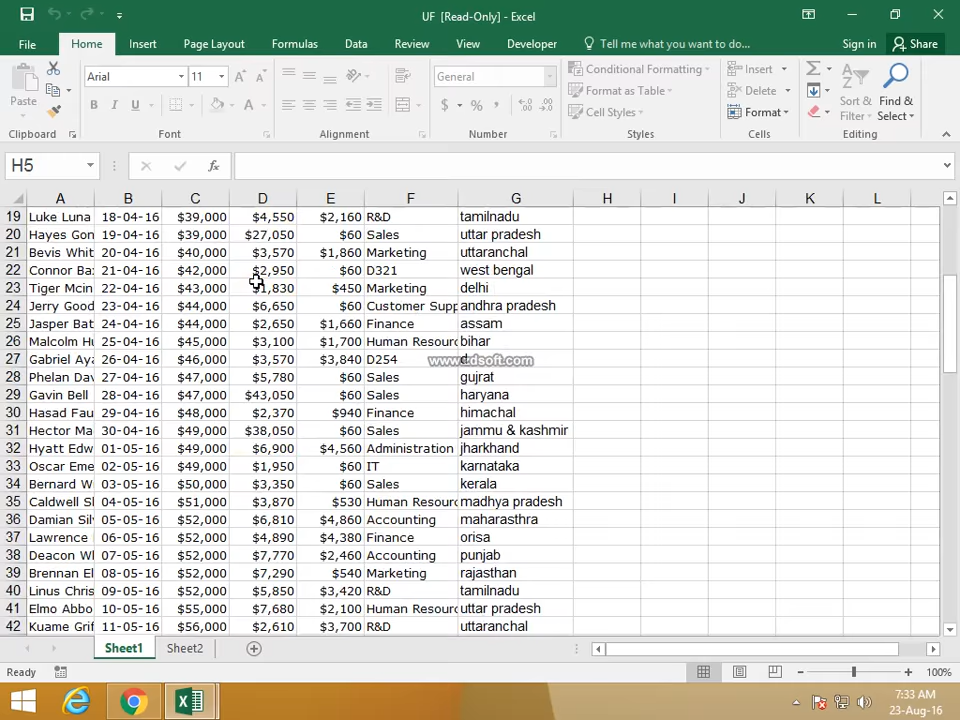 UF [Read-Only] - Excel
File Home Insert Page Layout Formulas Data Review View Developer Tell me what you want to do... Sign in Share
Arial 11 General Conditional Formatting Insert
Paste Format as Table Delete Sort & Find &
B I U A $ % Cell Styles Format Filter Select
Clipboard Font Alignment Number Styles Cells Editing
H5 fx
A B C D E F G H I J K L
19 Luke Luna 18-04-16 $39,000 $4,550 $2,160 R&D tamilnadu
20 Hayes Gon 19-04-16 $39,000 $27,050 $60 Sales uttar pradesh
21 Bevis Whit 20-04-16 $40,000 $3,570 $1,860 Marketing uttaranchal
22 Connor Ba 21-04-16 $42,000 $2,950 $60 D321 west bengal
23 Tiger Mcin 22-04-16 $43,000 $1,830 $450 Marketing delhi
24 Jerry Good 23-04-16 $44,000 $6,650 $60 Customer Supp andhra pradesh
25 Jasper Bat 24-04-16 $44,000 $2,650 $1,660 Finance assam
26 Malcolm H 25-04-16 $45,000 $3,100 $1,700 Human Resourc bihar
27 Gabriel Aya 26-04-16 $46,000 $3,570 $3,840 D254
www.tdsoft.com
28 Phelan Dav 27-04-16 $47,000 $5,780 $60 Sales gujrat
29 Gavin Bell 28-04-16 $47,000 $43,050 $60 Sales haryana
30 Hasad Fau 29-04-16 $48,000 $2,370 $940 Finance himachal
31 Hector Ma 30-04-16 $49,000 $38,050 $60 Sales jammu & kashmir
32 Hyatt Edw 01-05-16 $49,000 $6,900 $4,560 Administration jharkhand
33 Oscar Eme 02-05-16 $49,000 $1,950 $60 IT karnataka
34 Bernard W 03-05-16 $50,000 $3,350 $60 Sales kerala
35 Caldwell S 04-05-16 $51,000 $3,870 $530 Human Resourc madhya pradesh
36 Damian Sil 05-05-16 $52,000 $6,810 $4,860 Accounting maharasthra
37 Lawrence 06-05-16 $52,000 $4,890 $4,380 Finance orisa
38 Deacon W 07-05-16 $52,000 $7,770 $2,460 Accounting punjab
39 Brennan El 08-05-16 $52,000 $7,290 $540 Marketing rajasthan
40 Linus Chris 09-05-16 $52,000 $5,850 $3,420 R&D tamilnadu
41 Elmo Abbo 10-05-16 $55,000 $7,680 $2,100 Human Resourc uttar pradesh
42 Kuame Grif 11-05-16 $56,000 $2,610 $3,700 R&D uttaranchal
Sheet1 Sheet2
Ready 100%
7:33 AM
23-Aug-16